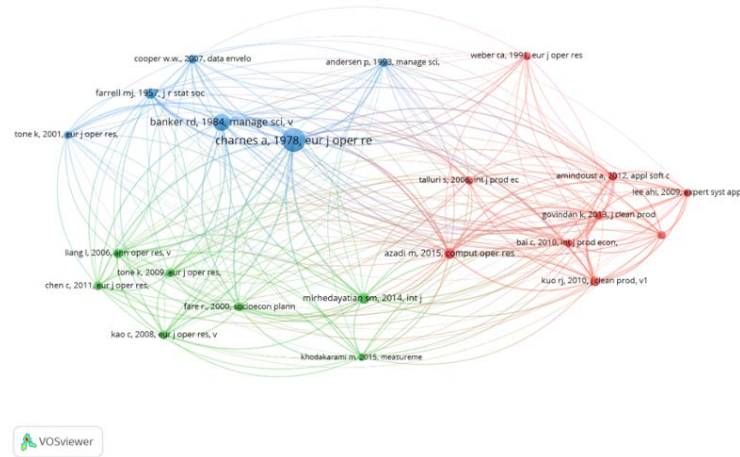 weber ca, 1991, eur j oper res
cooper w.w., 2007, data envelo
andersen p, 1993, manage sci,
farrell mj, 1957, j r stat soc
banker rd, 1984, manage sci, v
tone k, 2001, eur j oper res,
charnes a, 1978, eur j oper re
amindoust a, 2012, appl soft c
talluri s, 2006, int j prod ec
lee ahi, 2009, expert syst app
govindan k, 2013, j clean prod
bai c, 2010, int j prod econ,
liang l, 2006, ann oper res, v
azadi m, 2015, comput oper res
tone k, 2009, eur j oper res,
kuo rj, 2010, j clean prod, v1
chen c, 2011, eur j oper res,
mirhedayatian sm, 2014, int j
fare r., 2000, socioecon plann
kao c, 2008, eur j oper res, v
khodakarami m, 2015, measureme
VOSviewer